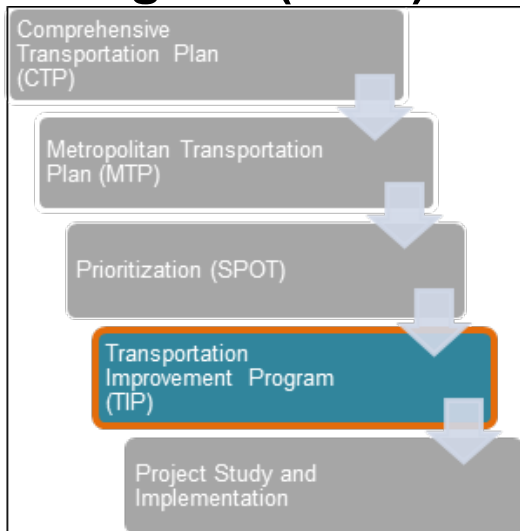 Comprehensive
Transportation Plan
(CTP)
Metropolitan Transportation
Plan (MTP)
Prioritization (SPOT)
Transportation
Improvement Program
(TIP)
Project Study and
Implementation